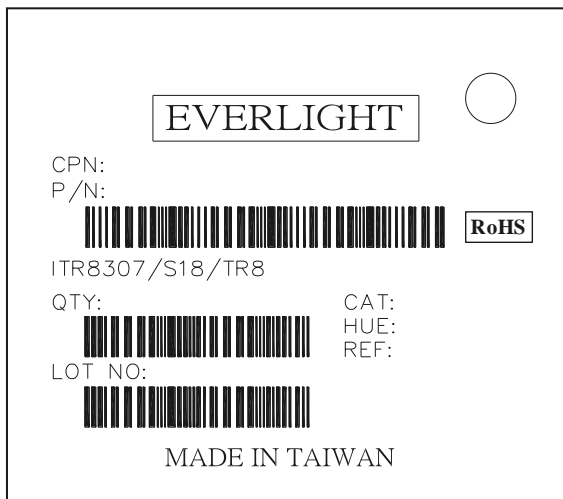 EVERLIGHT
CPN:
P/N:
RoHS
ITR8307/S18/TR8
QTY:
CAT:
HUE:
REF:
LOT NO:
MADE IN TAIWAN